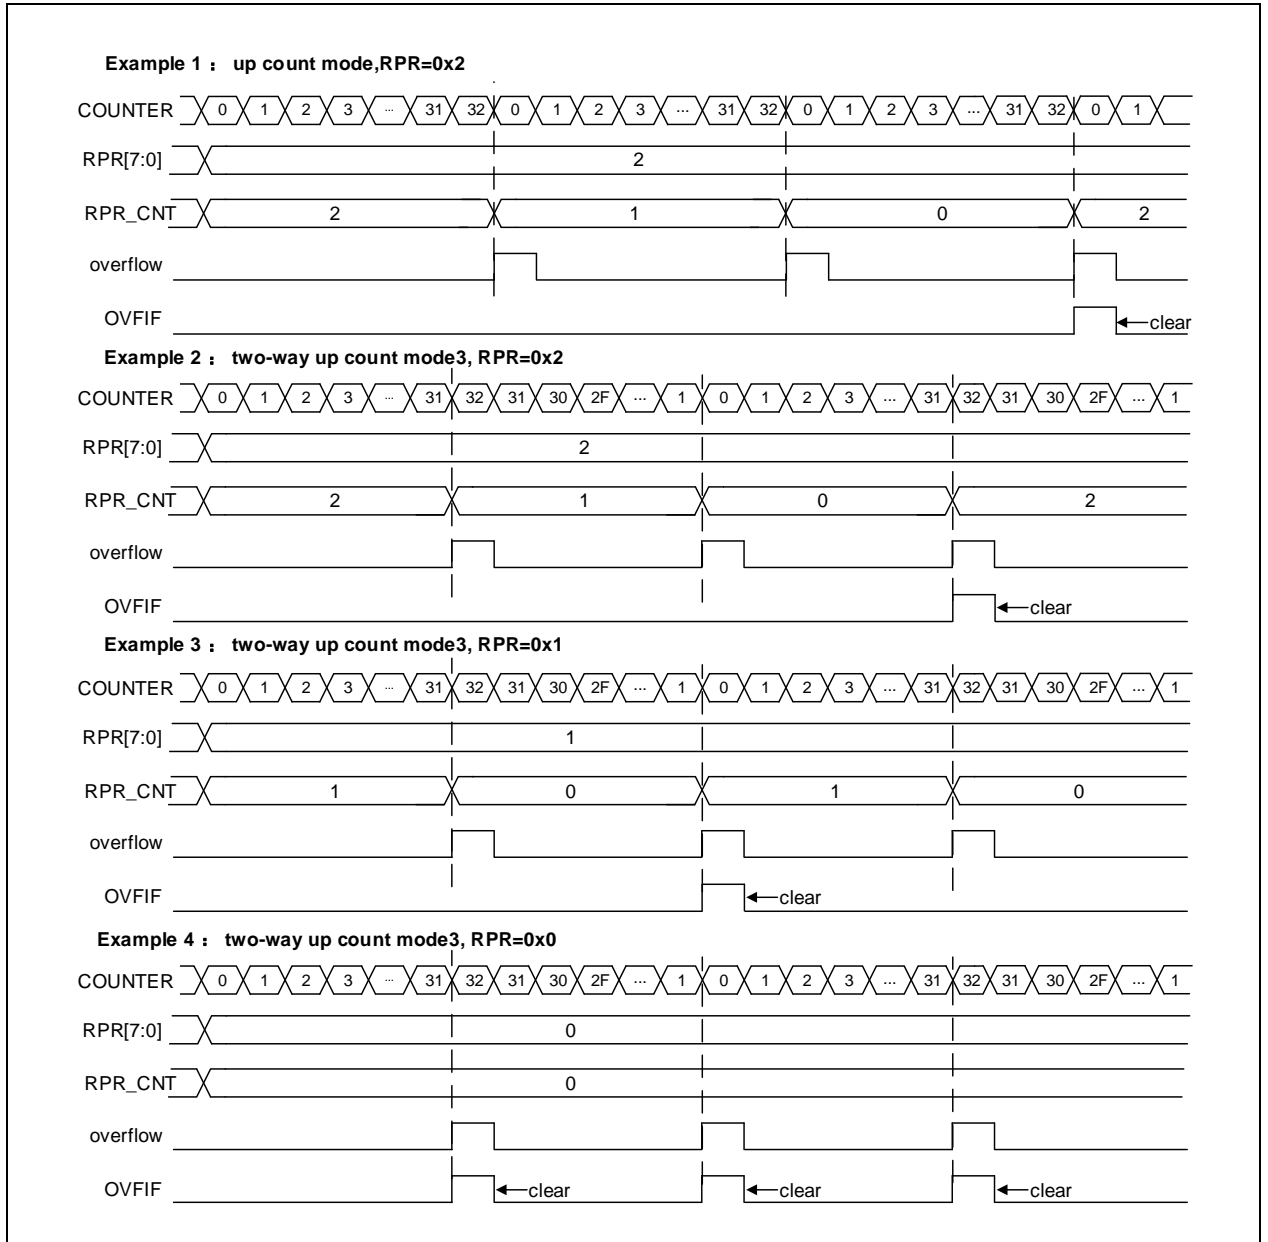 Example 1： up count mode,RPR=0x2
COUNTER 0 1 2 3 ... 31 32 0 1 2 3 ... 31 32 0 1 2 3 ... 31 32 0 1
RPR[7:0] 2
RPR_CNT 2 1 0 2
overflow
OVFIF clear
Example 2： two-way up count mode3, RPR=0x2
COUNTER 0 1 2 3 ... 31 32 31 30 2F ... 1 0 1 2 3 ... 31 32 31 30 2F ... 1
RPR[7:0] 2
RPR_CNT 2 1 0 2
overflow
OVFIF clear
Example 3： two-way up count mode3, RPR=0x1
COUNTER 0 1 2 3 ... 31 32 31 30 2F ... 1 0 1 2 3 ... 31 32 31 30 2F ... 1
RPR[7:0] 1
RPR_CNT 1 0 1 0
overflow
OVFIF clear
Example 4： two-way up count mode3, RPR=0x0
COUNTER 0 1 2 3 ... 31 32 31 30 2F ... 1 0 1 2 3 ... 31 32 31 30 2F ... 1
RPR[7:0] 0
RPR_CNT 0
overflow
OVFIF clear clear clear